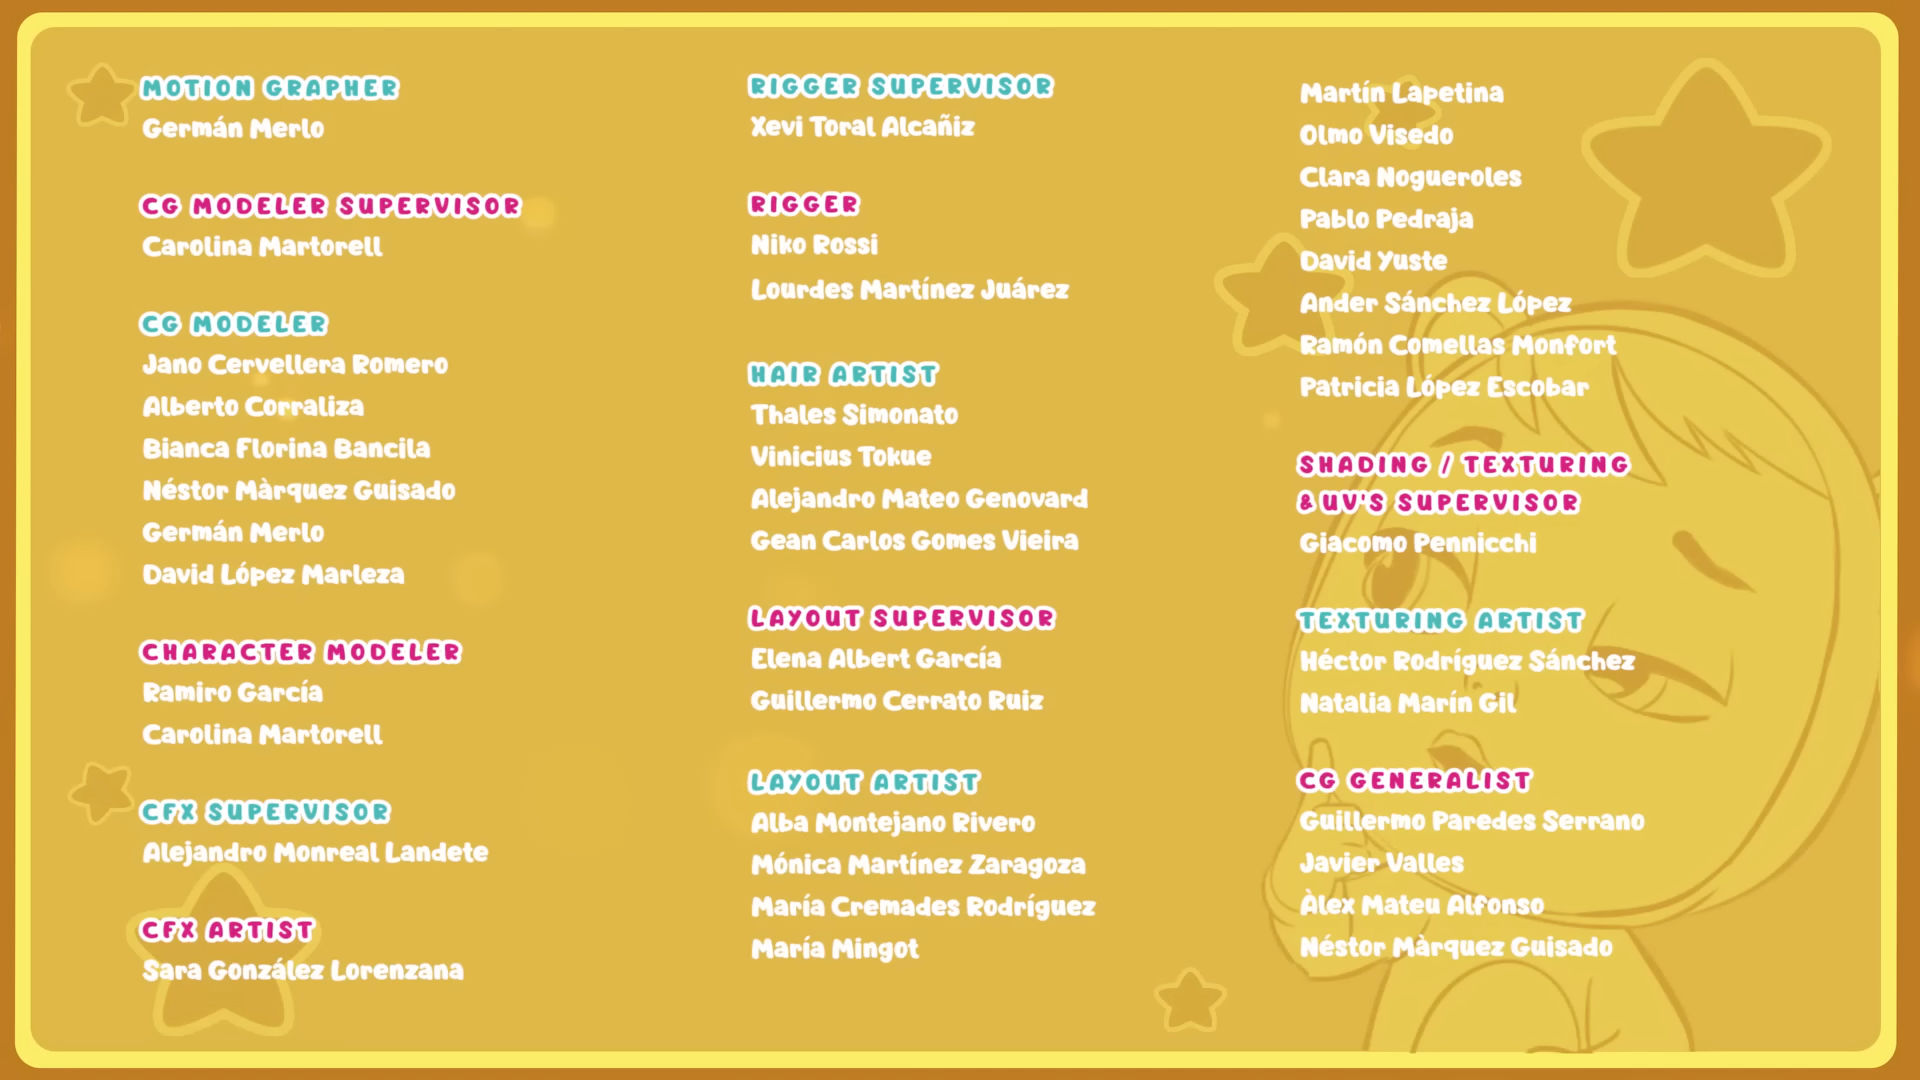 MOTION GRAPHER
Germán Merlo
CG MODELER SUPERVISOR
Carolina Martorell
CG MODELER
Jano Cervellera Romero
Alberto Corraliza
Bianca Florina Bancila
Néstor Màrquez Guisado
Germán Merlo
David López Marleza
CHARACTER MODELER
Ramiro García
Carolina Martorell
CFX SUPERVISOR
Alejandro Monreal Landete
CFX ARTIST
Sara González Lorenzana
RIGGER SUPERVISOR
Xevi Toral Alcañiz
RIGGER
Niko Rossi
Lourdes Martínez Juárez
HAIR ARTIST
Thales Simonato
Vinicius Tokue
Alejandro Mateo Genovard
Gean Carlos Gomes Vieira
LAYOUT SUPERVISOR
Elena Albert García
Guillermo Cerrato Ruiz
LAYOUT ARTIST
Alba Montejano Rivero
Mónica Martínez Zaragoza
María Cremades Rodríguez
María Mingot
Martín Lapetina
Olmo Visedo
Clara Nogueroles
Pablo Pedraja
David Yuste
Ander Sánchez López
Ramón Comellas Monfort
Patricia López Escobar
SHADING / TEXTURING
& UV'S SUPERVISOR
Giacomo Pennicchi
TEXTURING ARTIST
Héctor Rodríguez Sánchez
Natalia Marín Gil
CG GENERALIST
Guillermo Paredes Serrano
Javier Valles
Àlex Mateu Alfonso
Néstor Màrquez Guisado